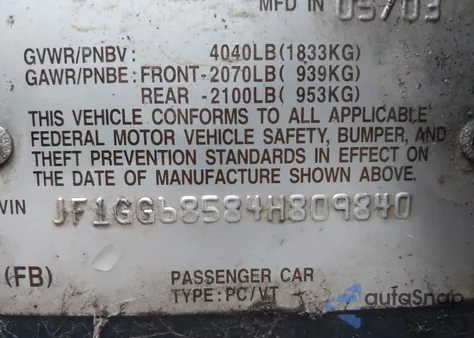 MFD IN 05/03
GVWR/PNBV: 4040LB(1833KG)
GAWR/PNBE: FRONT-2070LB( 939KG)
REAR -2100LB( 953KG)
THIS VEHICLE CONFORMS TO ALL APPLICABLE
FEDERAL MOTOR VEHICLE SAFETY, BUMPER, AND
THEFT PREVENTION STANDARDS IN EFFECT ON
THE DATE OF MANUFACTURE SHOWN ABOVE.
VIN JF1GG68584H809840
(FB) PASSENGER CAR
TYPE:PC/VT
autoSnap